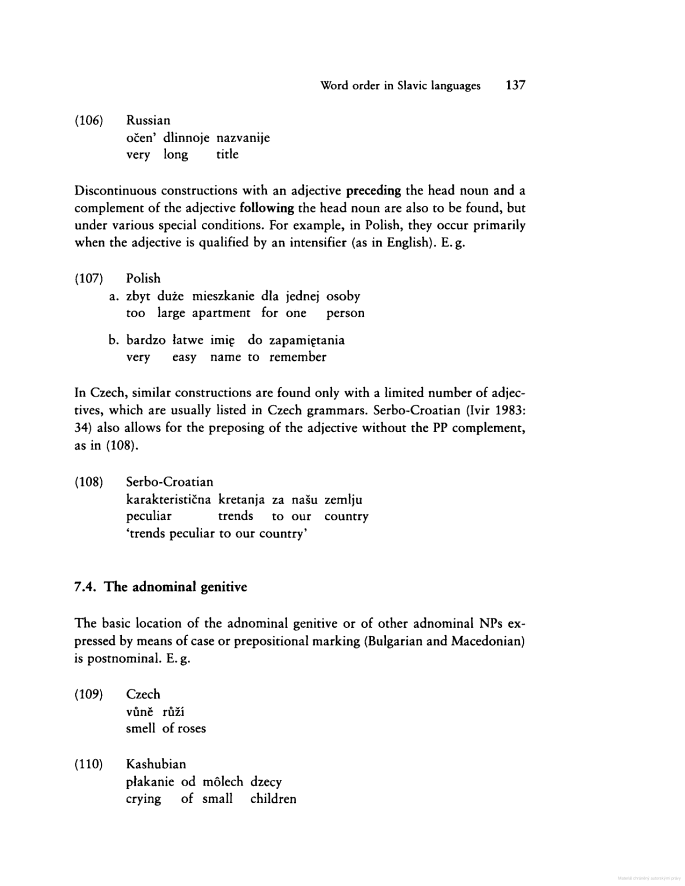 Word order in Slavic languages 137
(106) Russian
očen’ dlinnoje nazvanije
very long title
Discontinuous constructions with an adjective preceding the head noun and a
complement of the adjective following the head noun are also to be found, but
under various special conditions. For example, in Polish, they occur primarily
when the adjective is qualified by an intensifier (as in English). E. g.
(107) Polish
a. zbyt duże mieszkanie dla jednej osoby
too large apartment for one person
b. bardzo łatwe imię do zapamiętania
very easy name to remember
In Czech, similar constructions are found only with a limited number of adjec-
tives, which are usually listed in Czech grammars. Serbo-Croatian (Ivir 1983:
34) also allows for the preposing of the adjective without the PP complement,
as in (108).
(108) Serbo-Croatian
karakteristična kretanja za našu zemlju
peculiar trends to our country
‘trends peculiar to our country’
7.4. The adnominal genitive
The basic location of the adnominal genitive or of other adnominal NPs ex-
pressed by means of case or prepositional marking (Bulgarian and Macedonian)
is postnominal. E. g.
(109) Czech
vůně růží
smell of roses
(110) Kashubian
płakanie od môlech dzecy
crying of small children